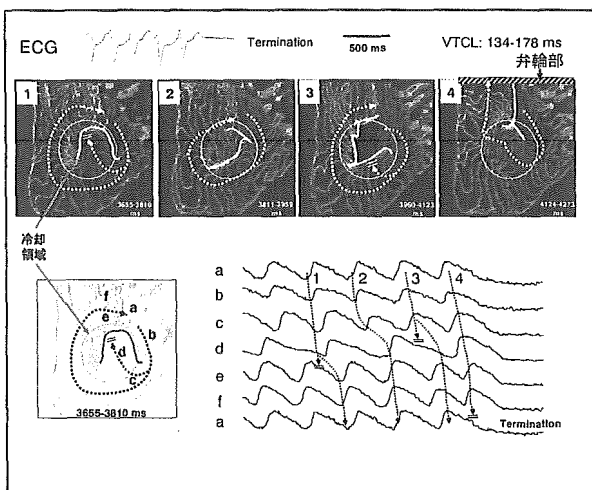 ECG
Termination
500 ms
VTCL: 134-178 ms
弁輪部
1
2
3
4
3655-3810
ms
3811-3959
ms
3960-4123
ms
4124-4273
ms
冷却
領域
f
a
e
b
d
c
3655-3810 ms
a
1
2
3
4
b
c
d
e
f
a
Termination